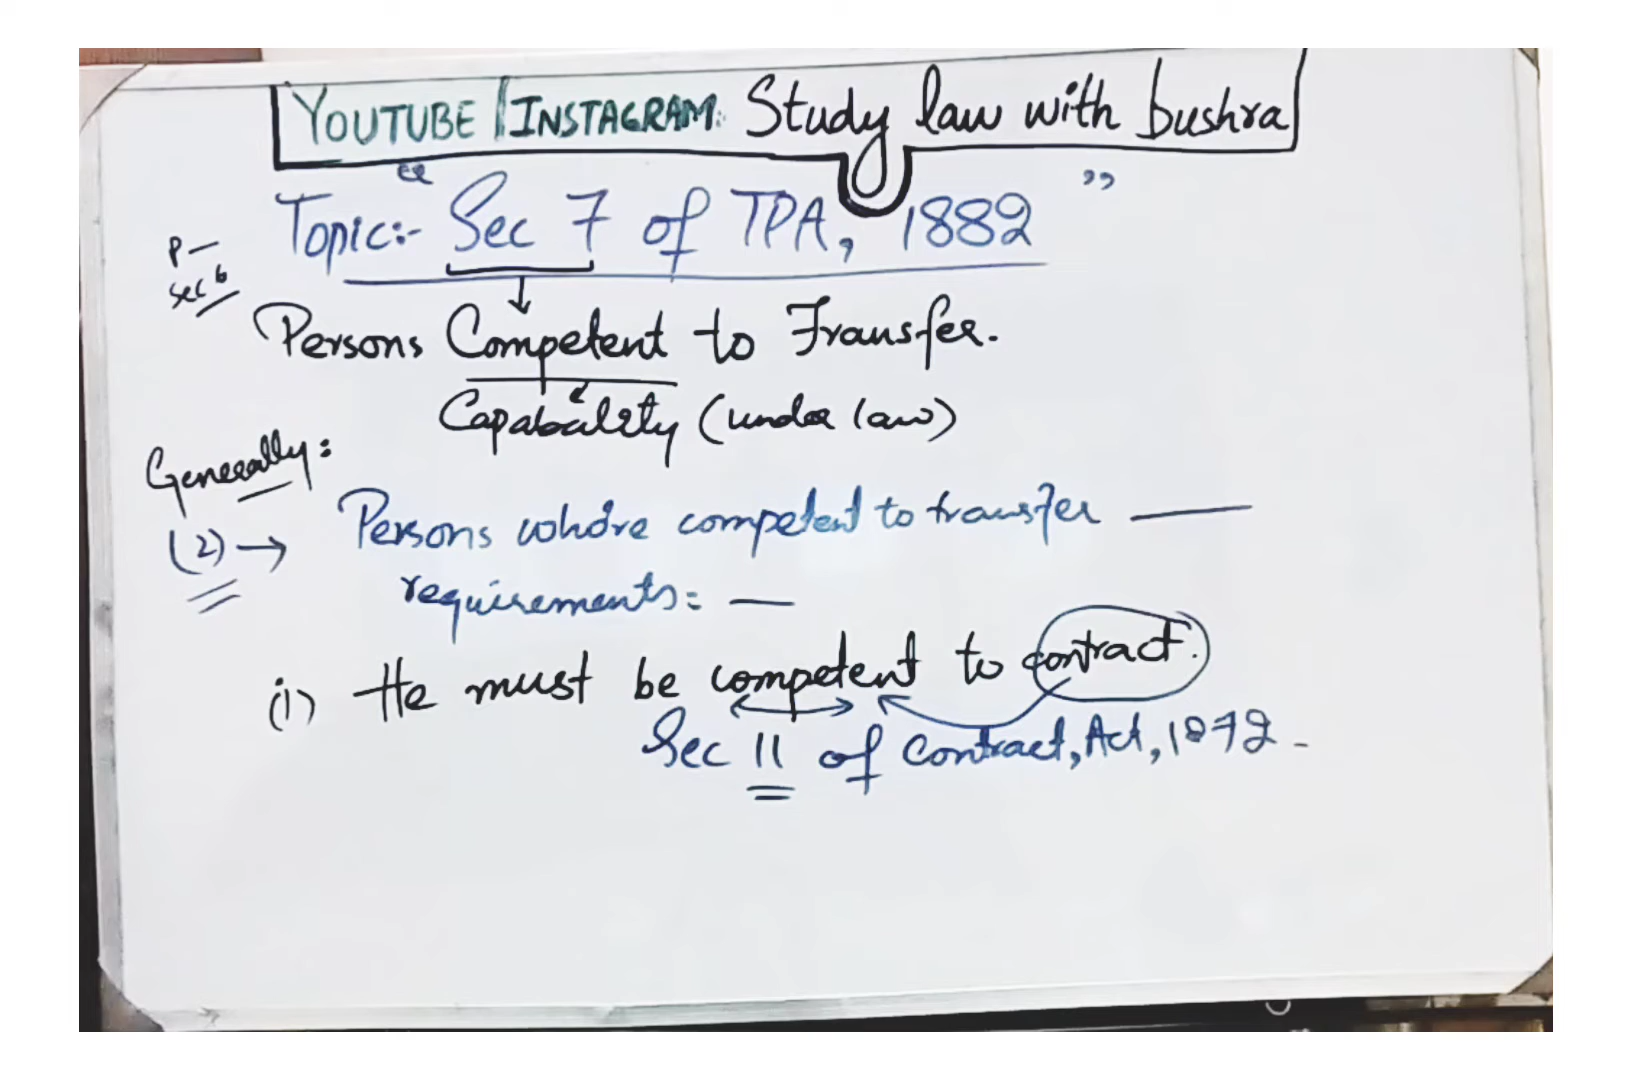 YOUTUBE | INSTAGRAM: Study law with bushra
Topic:- "Sec 7 of TPA, 1882"
P —
Sec 6
Persons Competent to Transfer.
Capability (under law)
Generally:
(2) → Persons who're competent to transfer —
requirements: —
(i) He must be competent to contract.
Sec 11 of Contract, Act, 1872 -